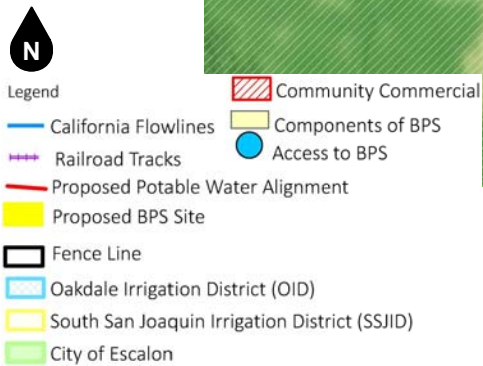 N
Legend
Community Commercial
California Flowlines
Components of BPS
Railroad Tracks
Access to BPS
Proposed Potable Water Alignment
Proposed BPS Site
Fence Line
Oakdale Irrigation District (OID)
South San Joaquin Irrigation District (SSJID)
City of Escalon